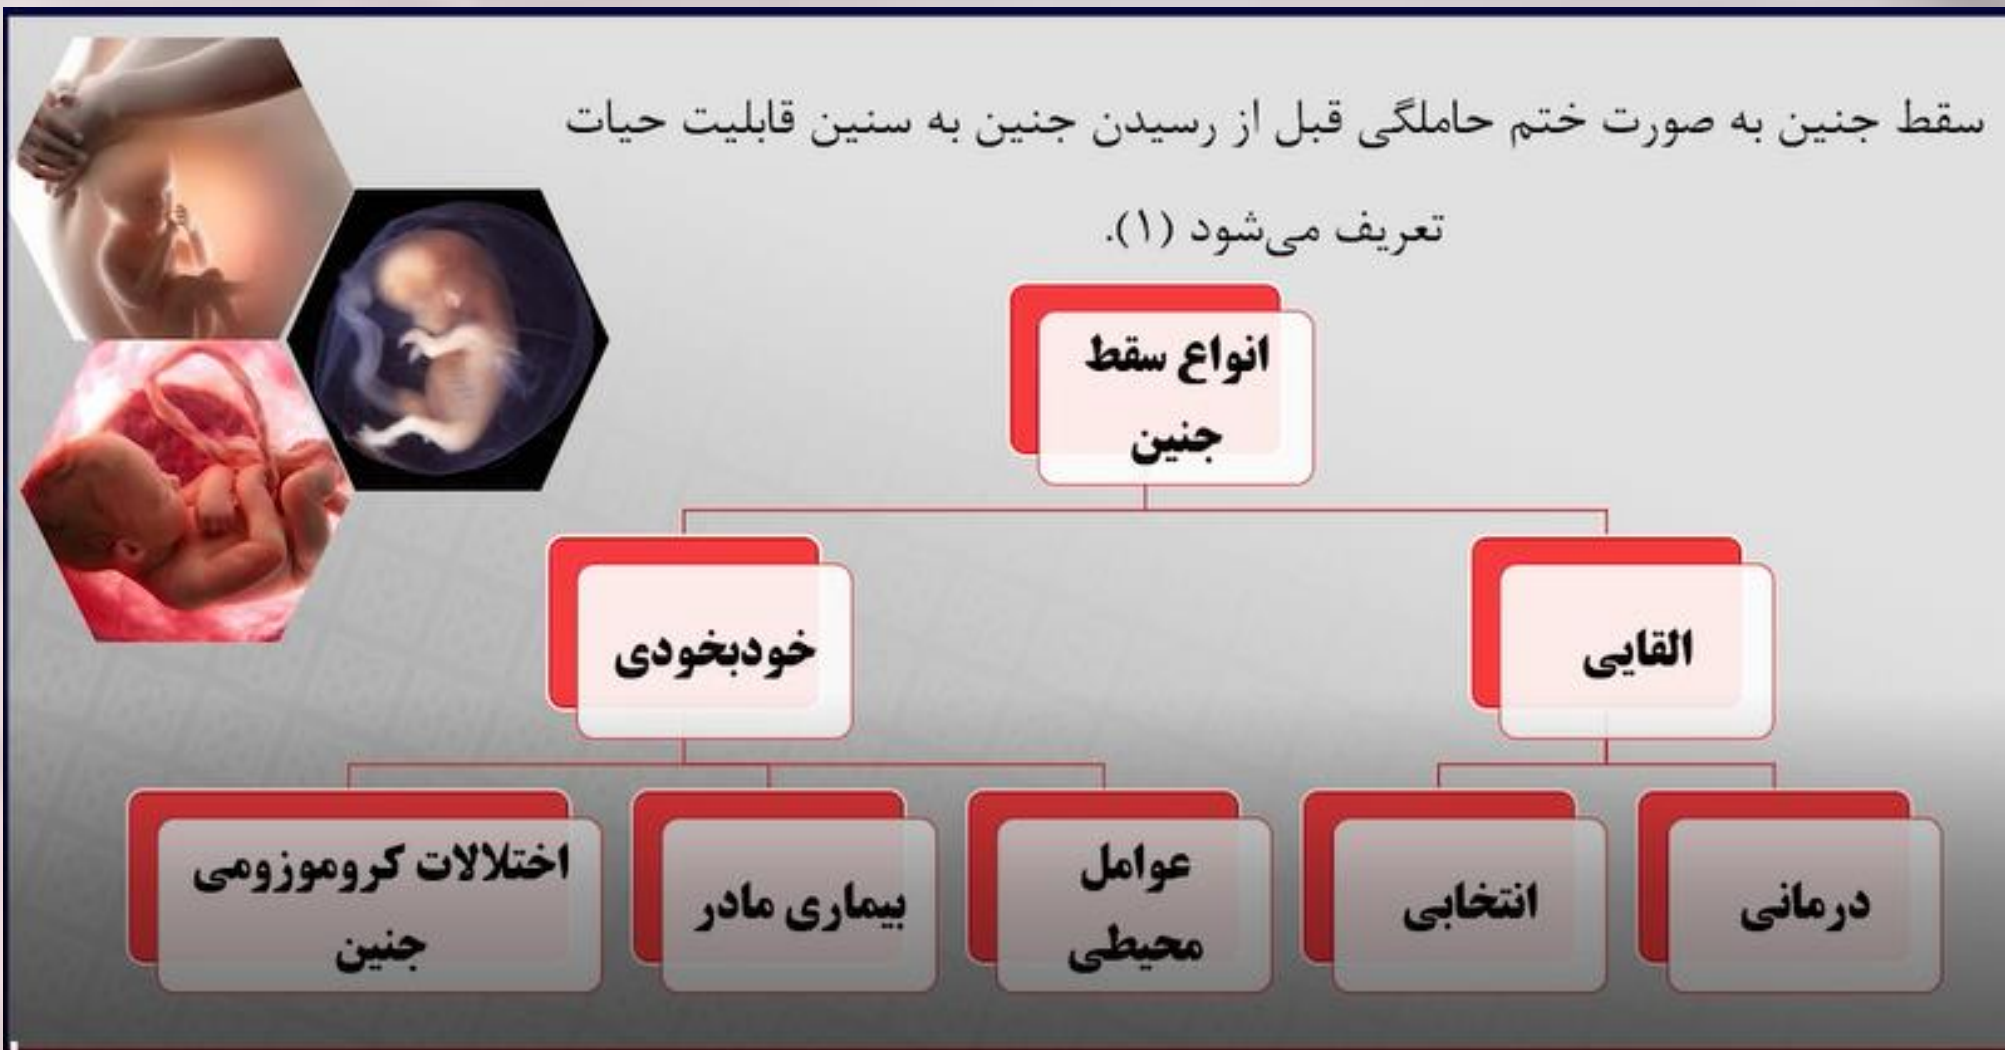 سقط جنین به صورت ختم حاملگی قبل از رسیدن جنین به سنین قابلیت حیات
تعریف می‌شود (۱).
انواع سقط
جنین
القایی
خودبخودی
درمانی
انتخابی
عوامل
محیطی
بیماری مادر
اختلالات کروموزومی
جنین